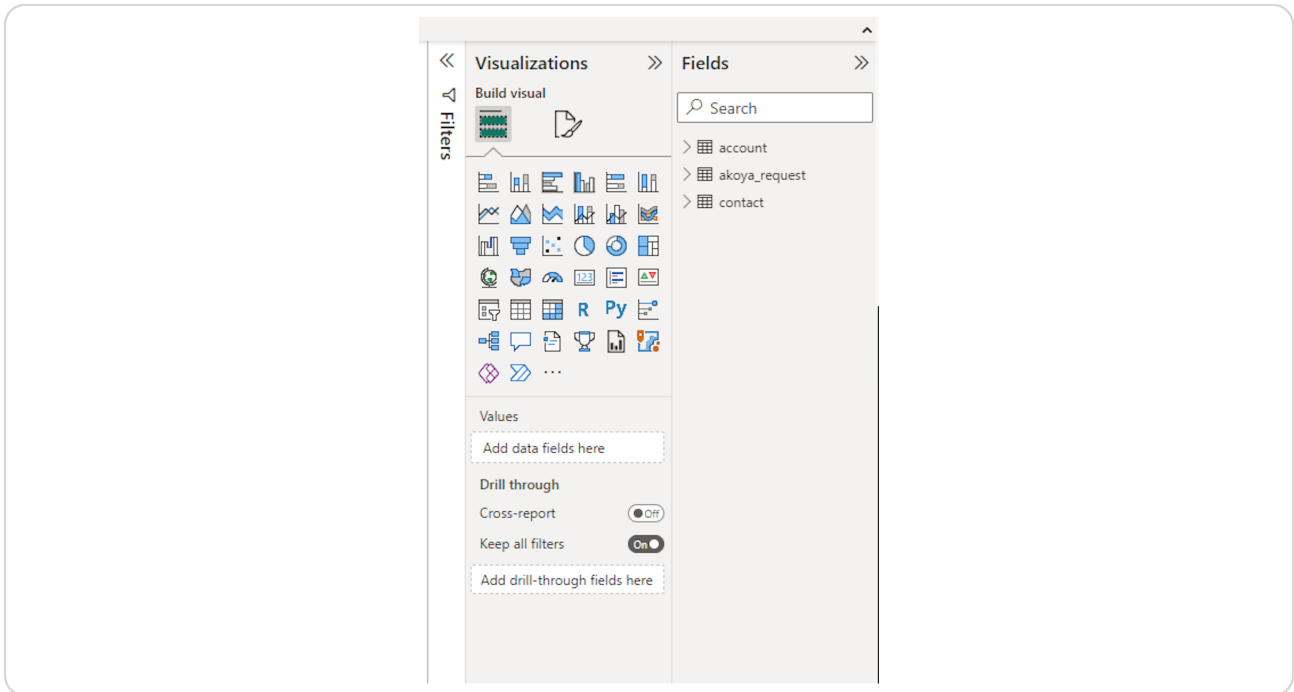 Filters
Visualizations
Build visual
123
R
Py
...
Values
Add data fields here
Drill through
Cross-report
Off
Keep all filters
On
Add drill-through fields here
Fields
Search
account
akoya_request
contact